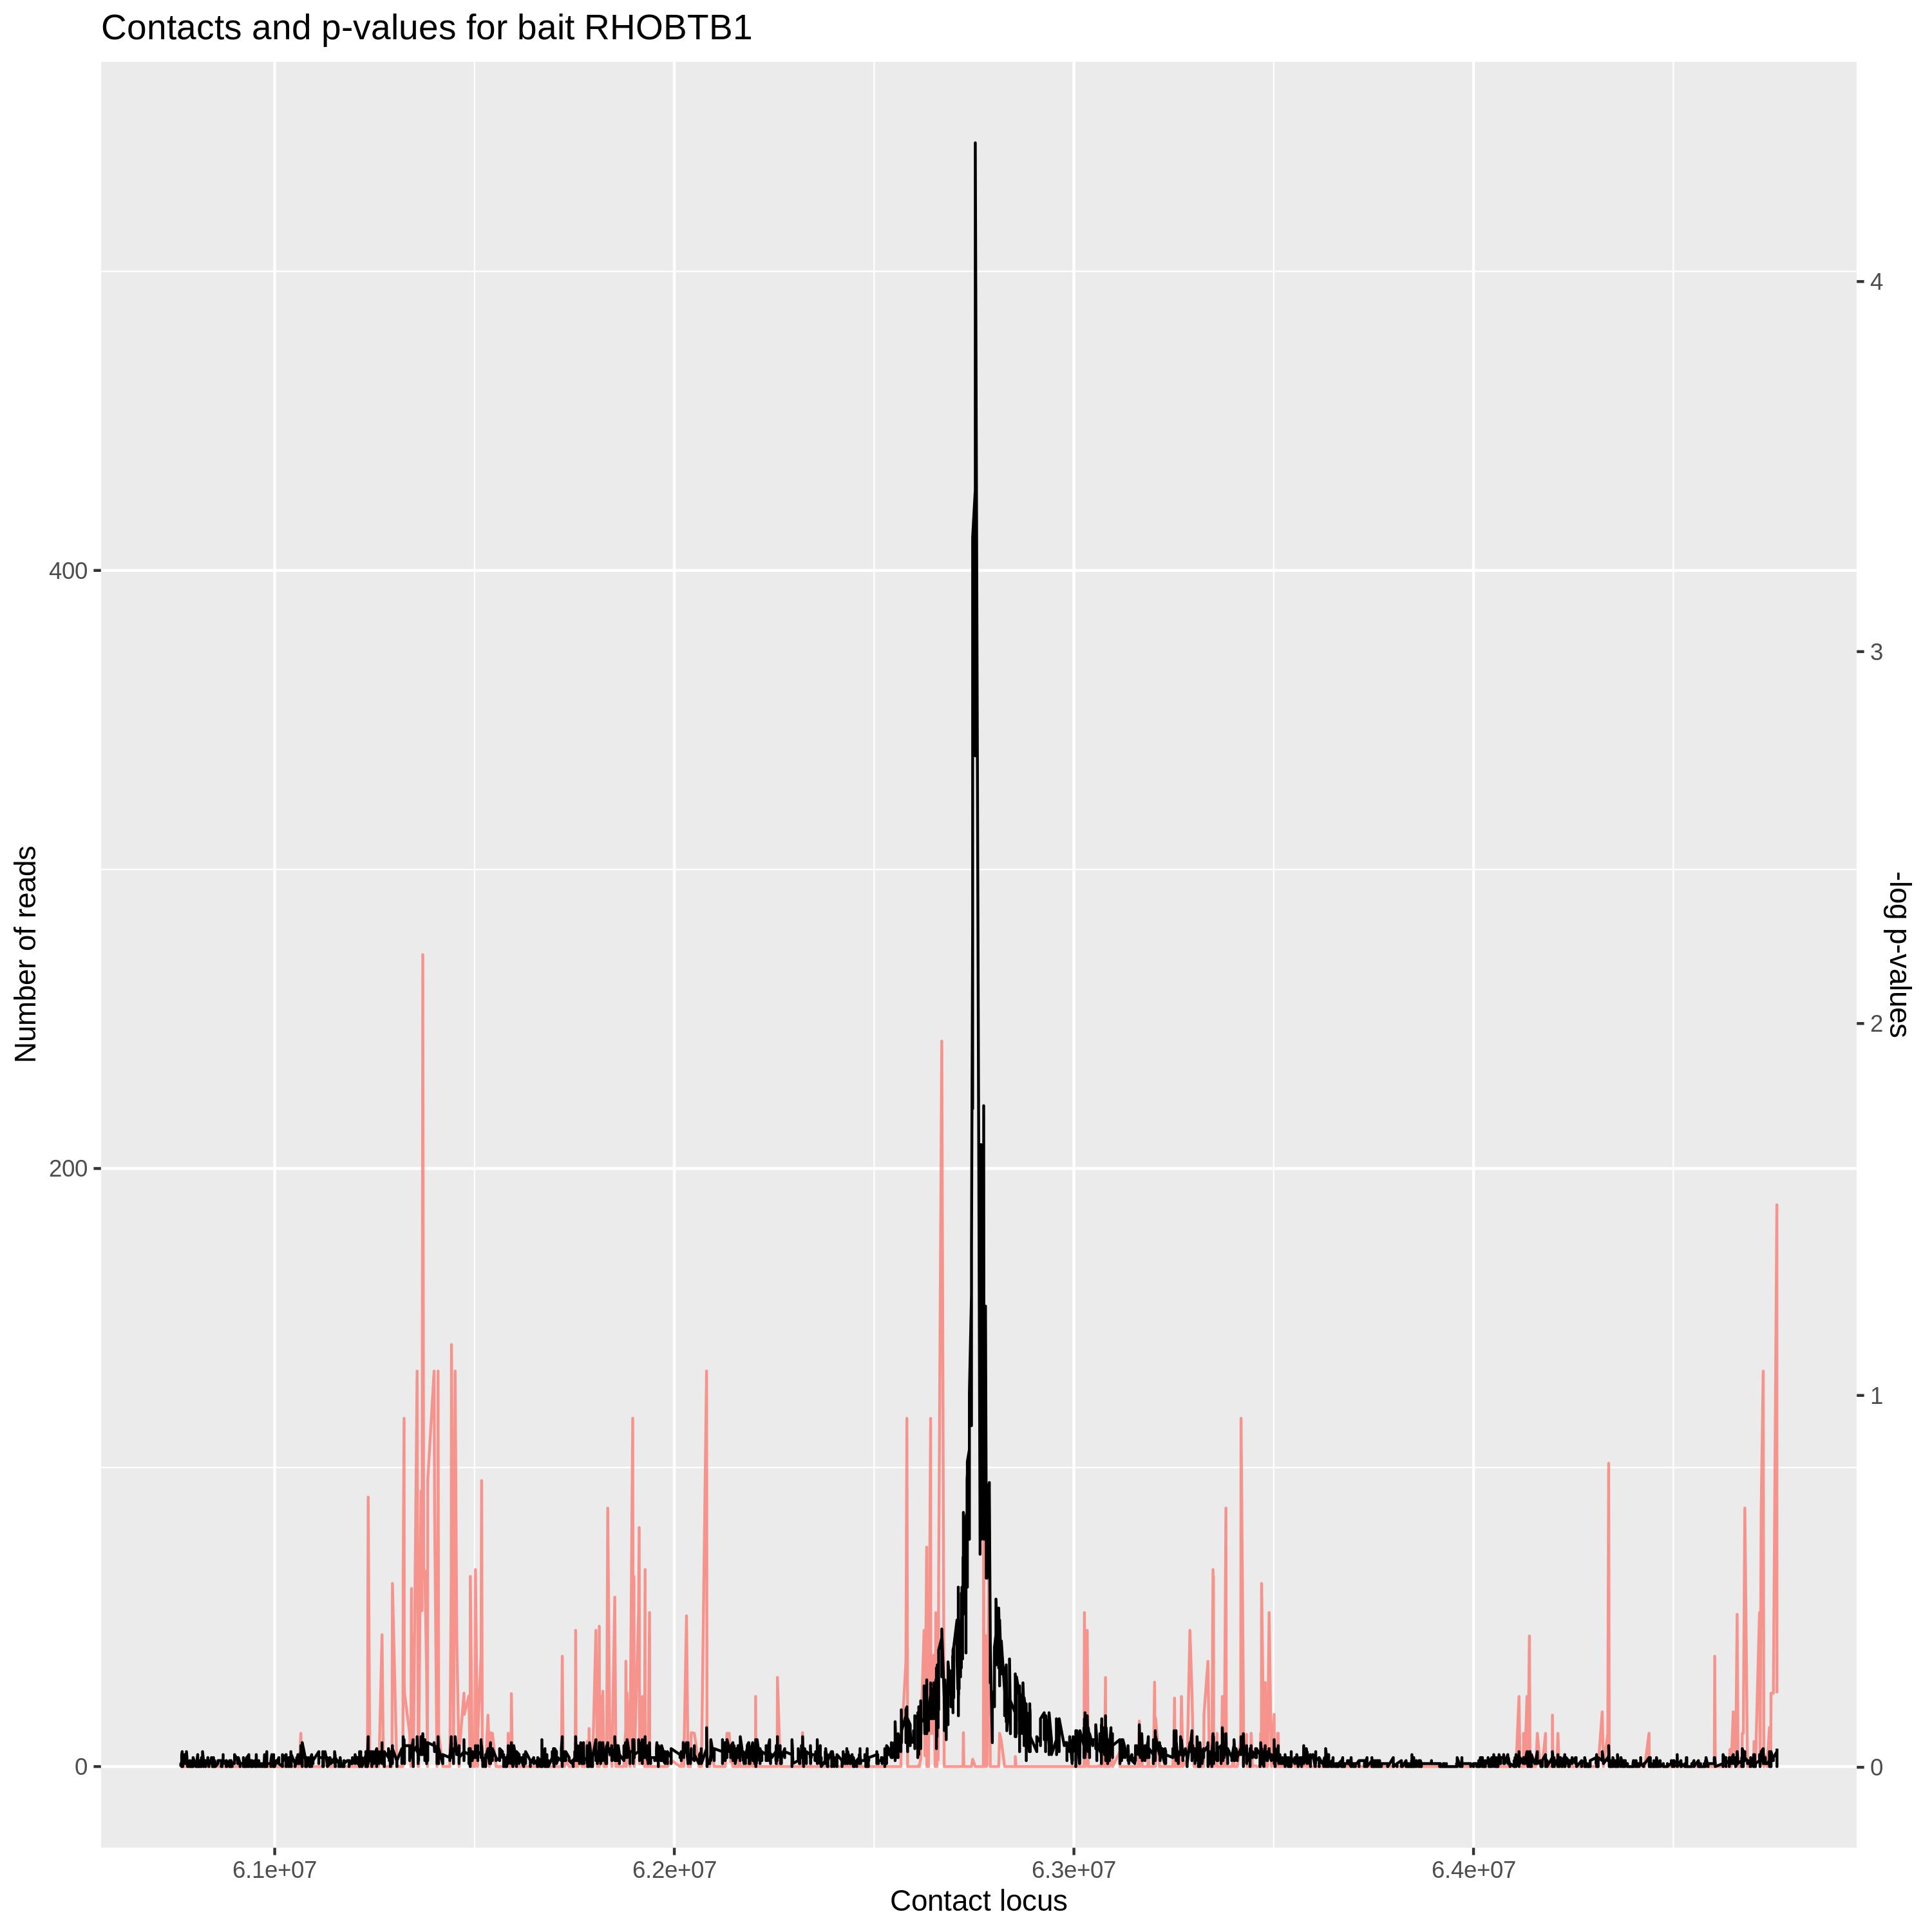 Contacts and p-values for bait RHOBTB1
Number of reads
400
200
0
4
3
2
1
0
-log p-values
6.1e+07
6.2e+07
6.3e+07
6.4e+07
Contact locus